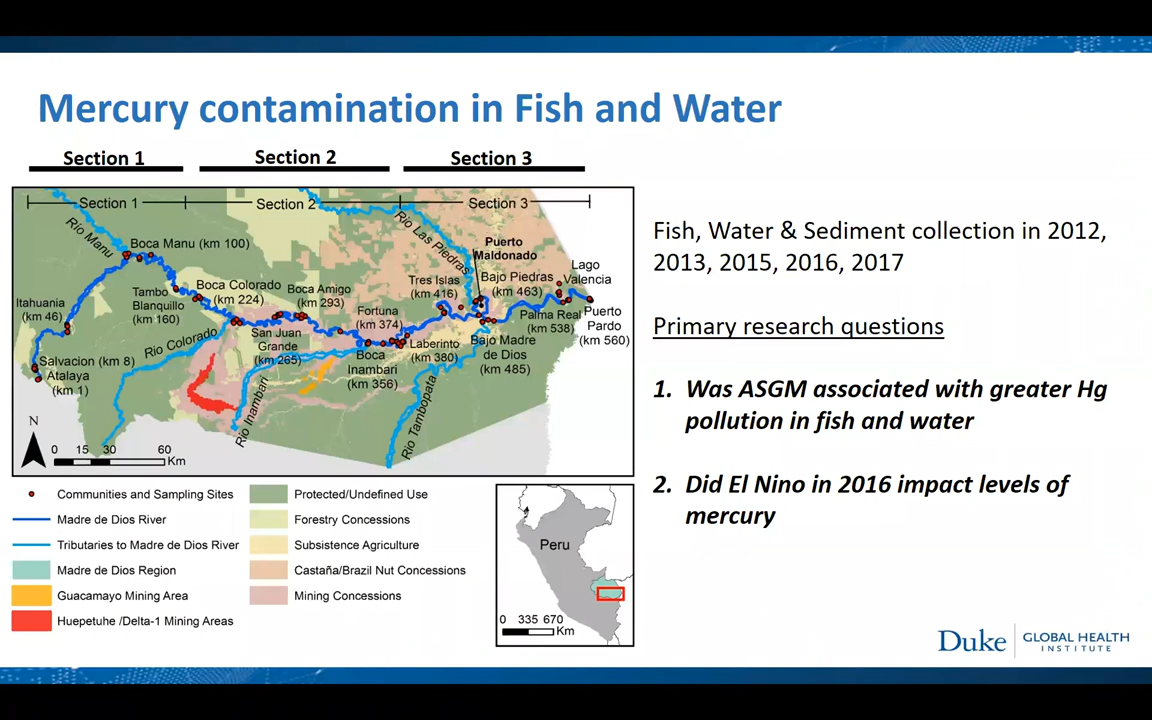 Mercury contamination in Fish and Water
Section 1
Section 2
Section 3
Section 1
Section 2
Section 3
Rio Manu
Boca Manu (km 100)
Rio Las Piedras
Puerto
Maldonado
Lago
Valencia
Itahuania
(km 46)
Tambo
Blanquillo
(km 160)
Boca Colorado
(km 224)
Boca Amigo
(km 293)
Tres Islas
(km 416)
Bajo Piedras
(km 463)
Fortuna
(km 374)
Palma Real
(km 538)
Puerto
Pardo
(km 560)
Rio Colorado
San Juan
Grande
(km 265)
Laberinto
(km 380)
Bajo Madre
de Dios
(km 485)
Salvacion (km 8)
Atalaya
(km 1)
Boca
Inambari
(km 356)
Rio Inambari
Rio Tambopata
N
0 15 30 60
Km
Communities and Sampling Sites
Madre de Dios River
Tributaries to Madre de Dios River
Madre de Dios Region
Guacamayo Mining Area
Huepetuhe /Delta-1 Mining Areas
Protected/Undefined Use
Forestry Concessions
Subsistence Agriculture
Castaña/Brazil Nut Concessions
Mining Concessions
Peru
0 335 670
Km
Fish, Water & Sediment collection in 2012,
2013, 2015, 2016, 2017
Primary research questions
1. Was ASGM associated with greater Hg
pollution in fish and water
2. Did El Nino in 2016 impact levels of
mercury
Duke
GLOBAL HEALTH
INSTITUTE